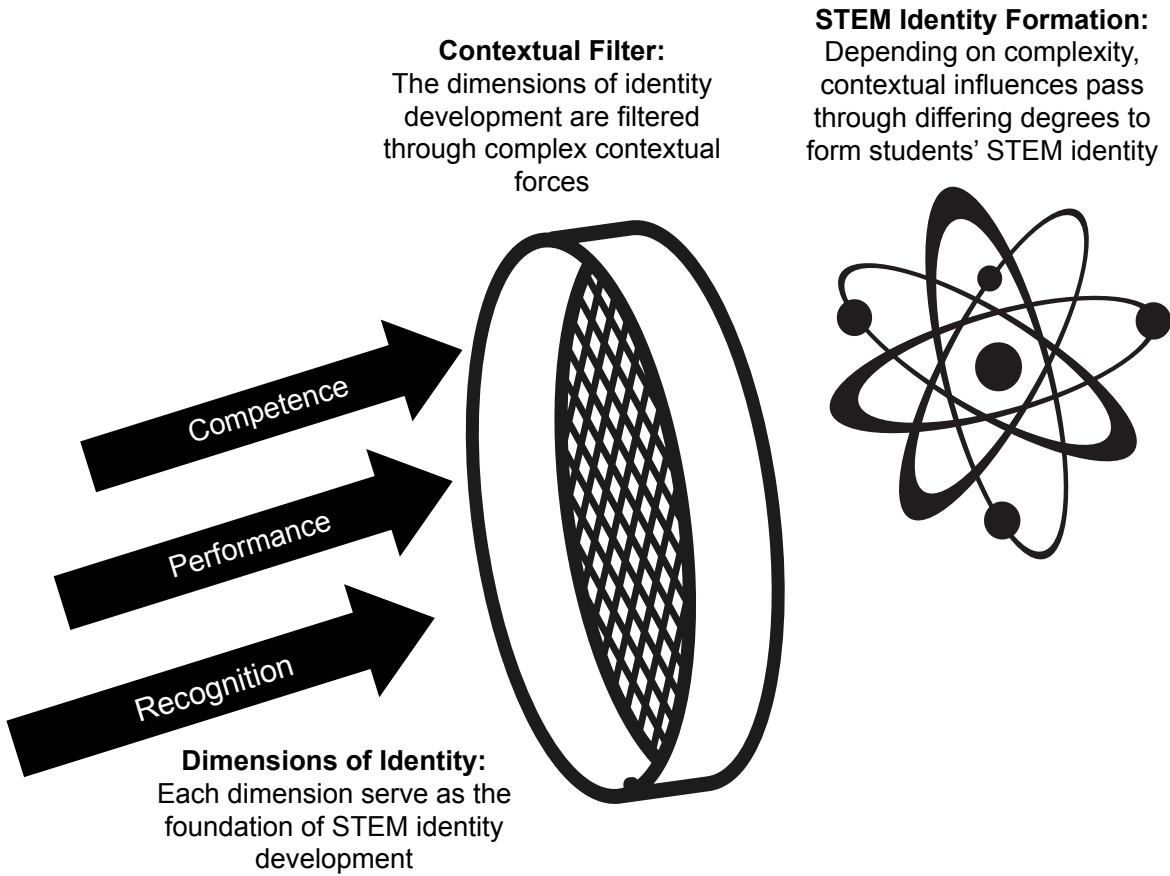 STEM Identity Formation:
Depending on complexity,
contextual influences pass
through differing degrees to
form students’ STEM identity
Contextual Filter:
The dimensions of identity
development are filtered
through complex contextual
forces
Competence
Performance
Recognition
Dimensions of Identity:
Each dimension serve as the
foundation of STEM identity
development